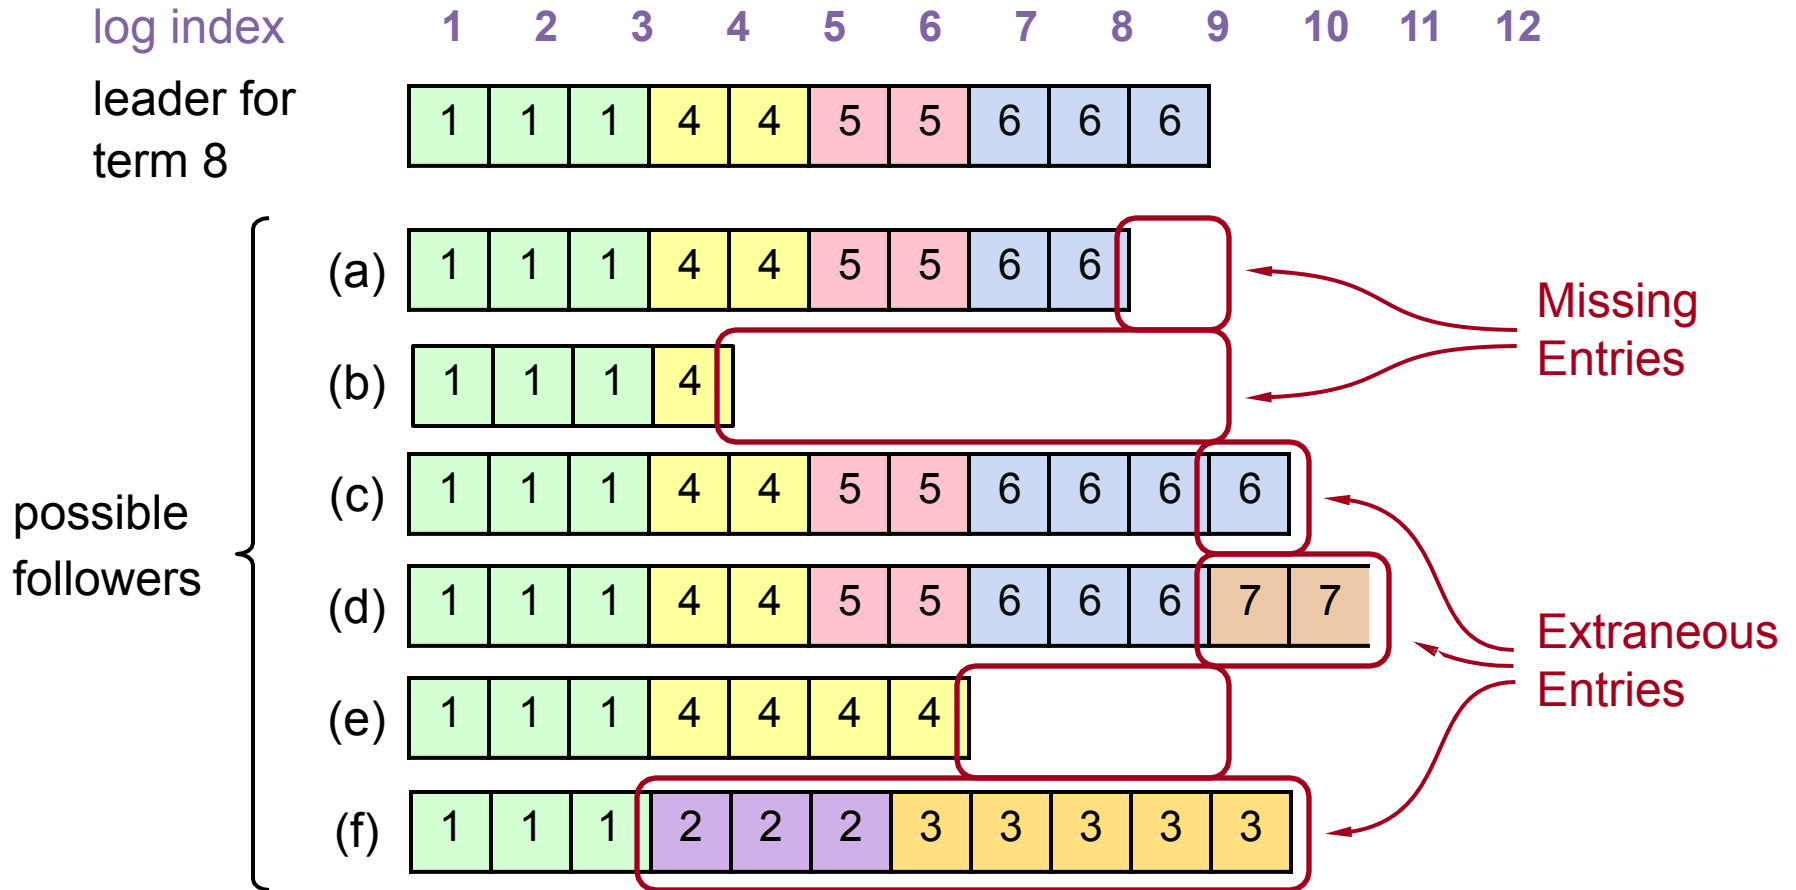 log index 1 2 3 4 5 6 7 8 9 10 11 12
leader for
term 8
1 1 1 4 4 5 5 6 6 6
(a) 1 1 1 4 4 5 5 6 6
Missing
Entries
(b) 1 1 1 4
(c) 1 1 1 4 4 5 5 6 6 6 6
possible
followers
(d) 1 1 1 4 4 5 5 6 6 6 7 7
Extraneous
Entries
(e) 1 1 1 4 4 4 4
(f) 1 1 1 2 2 2 3 3 3 3 3